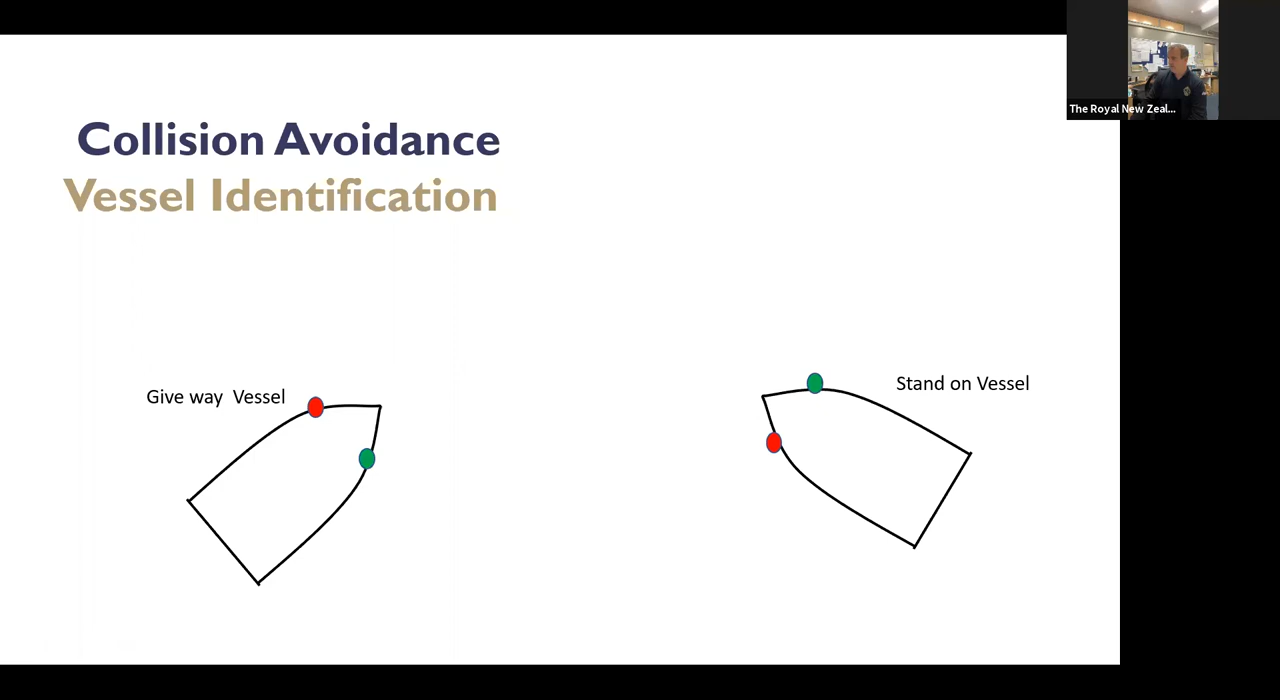 The Royal New Zeal...
Collision Avoidance
Vessel Identification
Give way  Vessel
Stand on Vessel